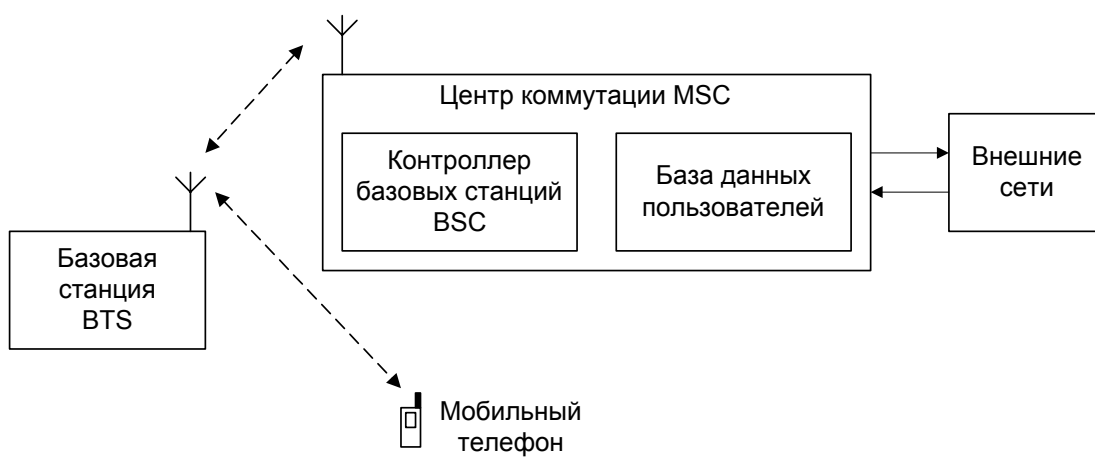 Центр коммутации MSC
Контроллер
базовых станций
BSC
База данных
пользователей
Внешние
сети
Базовая
станция
BTS
Мобильный
телефон